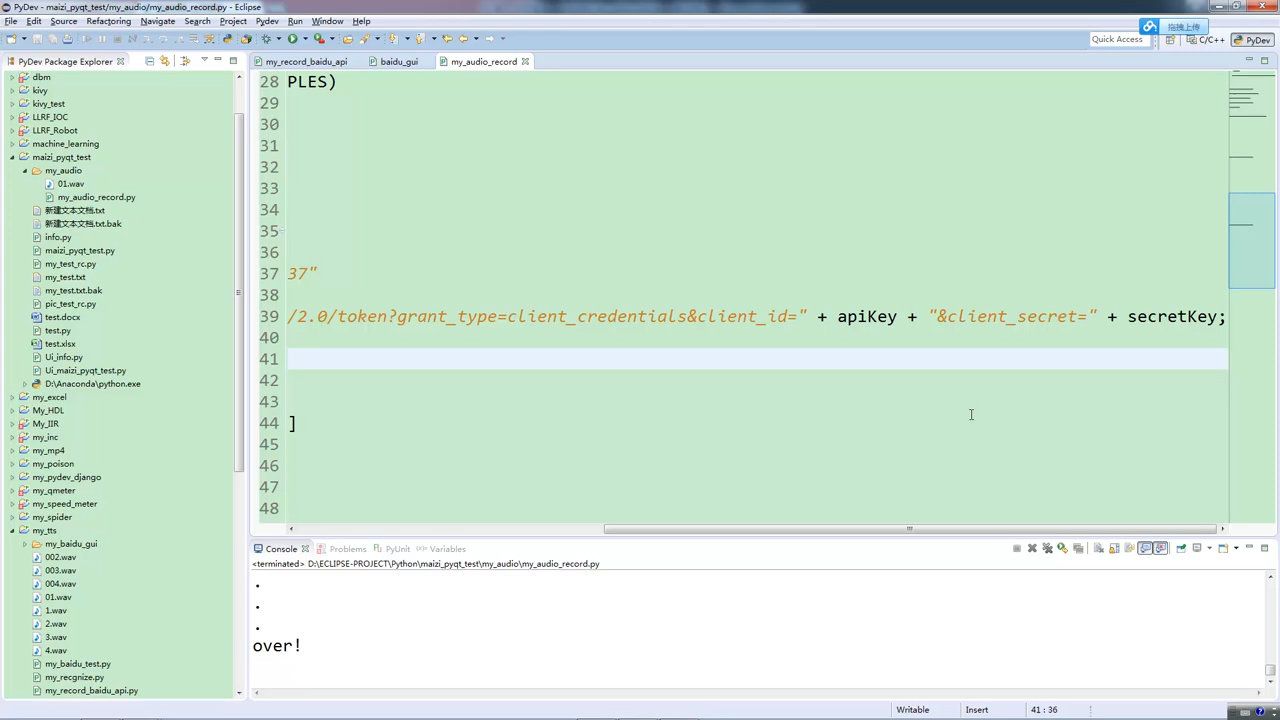 PyDev - maizi_pyqt_test/my_audio/my_audio_record.py - Eclipse
File Edit Source Refactoring Navigate Search Project Pydev Run Window Help
拖拽上传
Quick Access
C/C++
PyDev
PyDev Package Explorer
my_record_baidu_api
baidu_gui
my_audio_record
dbm
kivy
kivy_test
LLRF_IOC
LLRF_Robot
machine_learning
maizi_pyqt_test
my_audio
01.wav
my_audio_record.py
新建文本文档.txt
新建文本文档.txt.bak
info.py
maizi_pyqt_test.py
my_test_rc.py
my_test.txt
my_test.txt.bak
pic_test_rc.py
test.docx
test.py
test.xlsx
Ui_info.py
Ui_maizi_pyqt_test.py
D:\Anaconda\python.exe
my_excel
My_HDL
My_IIR
my_inc
my_mp4
my_poison
my_pydev_django
my_qmeter
my_speed_meter
my_spider
my_tts
my_baidu_gui
002.wav
003.wav
004.wav
01.wav
1.wav
2.wav
3.wav
4.wav
my_baidu_test.py
my_recgnize.py
my_record_baidu_api.py
28 PLES)
29
30
31
32
33
34
35
36
37 37"
38
39 /2.0/token?grant_type=client_credentials&client_id=" + apiKey + "&client_secret=" + secretKey;
40
41
42
43
44 ]
45
46
47
48
Console
Problems
PyUnit
Variables
<terminated> D:\ECLIPSE-PROJECT\Python\maizi_pyqt_test\my_audio\my_audio_record.py
.
.
.
over!
Writable
Insert
41 : 36